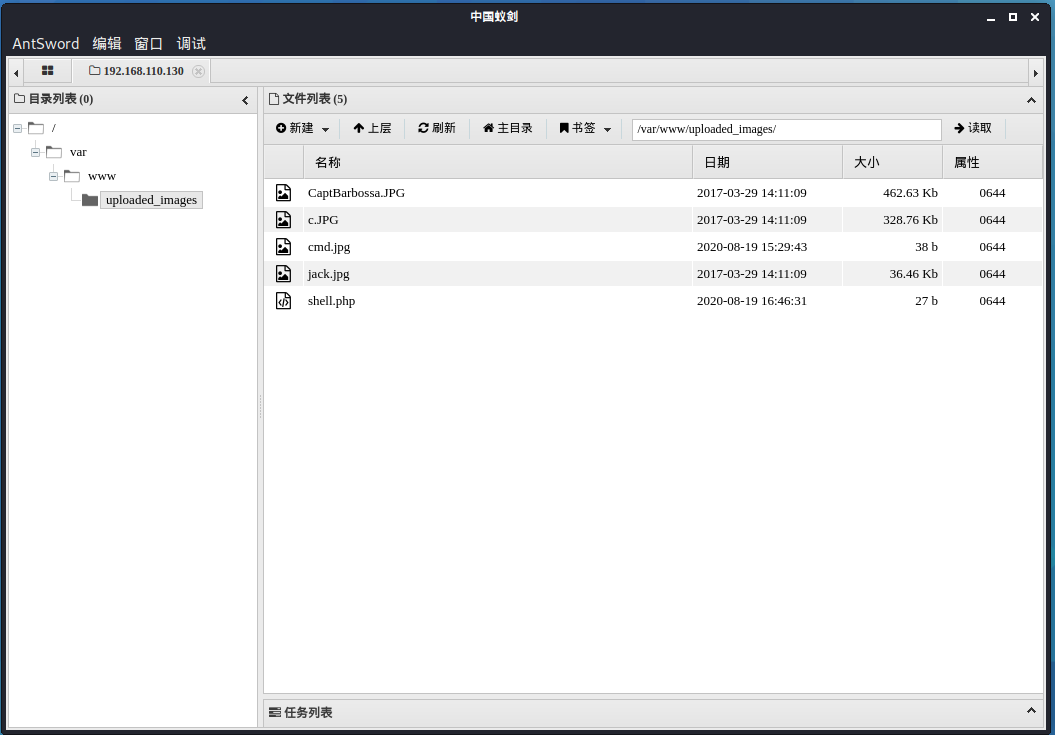 中国蚁剑
AntSword 编辑 窗口 调试
192.168.110.130
目录列表 (0)
/
var
www
uploaded_images
文件列表 (5)
新建 上层 刷新 主目录 书签 /var/www/uploaded_images/ 读取
名称 日期 大小 属性
CaptBarbossa.JPG 2017-03-29 14:11:09 462.63 Kb 0644
c.JPG 2017-03-29 14:11:09 328.76 Kb 0644
cmd.jpg 2020-08-19 15:29:43 38 b 0644
jack.jpg 2017-03-29 14:11:09 36.46 Kb 0644
shell.php 2020-08-19 16:46:31 27 b 0644
任务列表